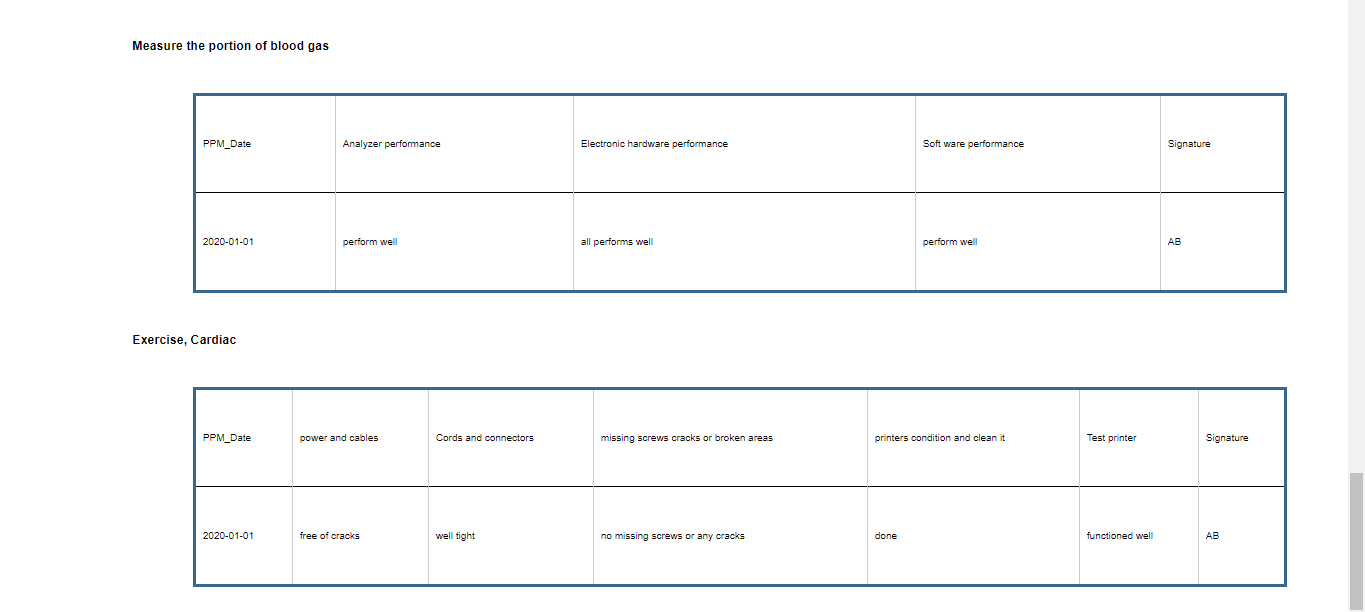 Measure the portion of blood gas
PPM_Date Analyzer performance Electronic hardware performance Soft ware performance Signature
2020-01-01 perform well all performs well perform well AB
Exercise, Cardiac
PPM_Date power and cables Cords and connectors missing screws cracks or broken areas printers condition and clean it Test printer Signature
2020-01-01 free of cracks well tight no missing screws or any cracks done functioned well AB